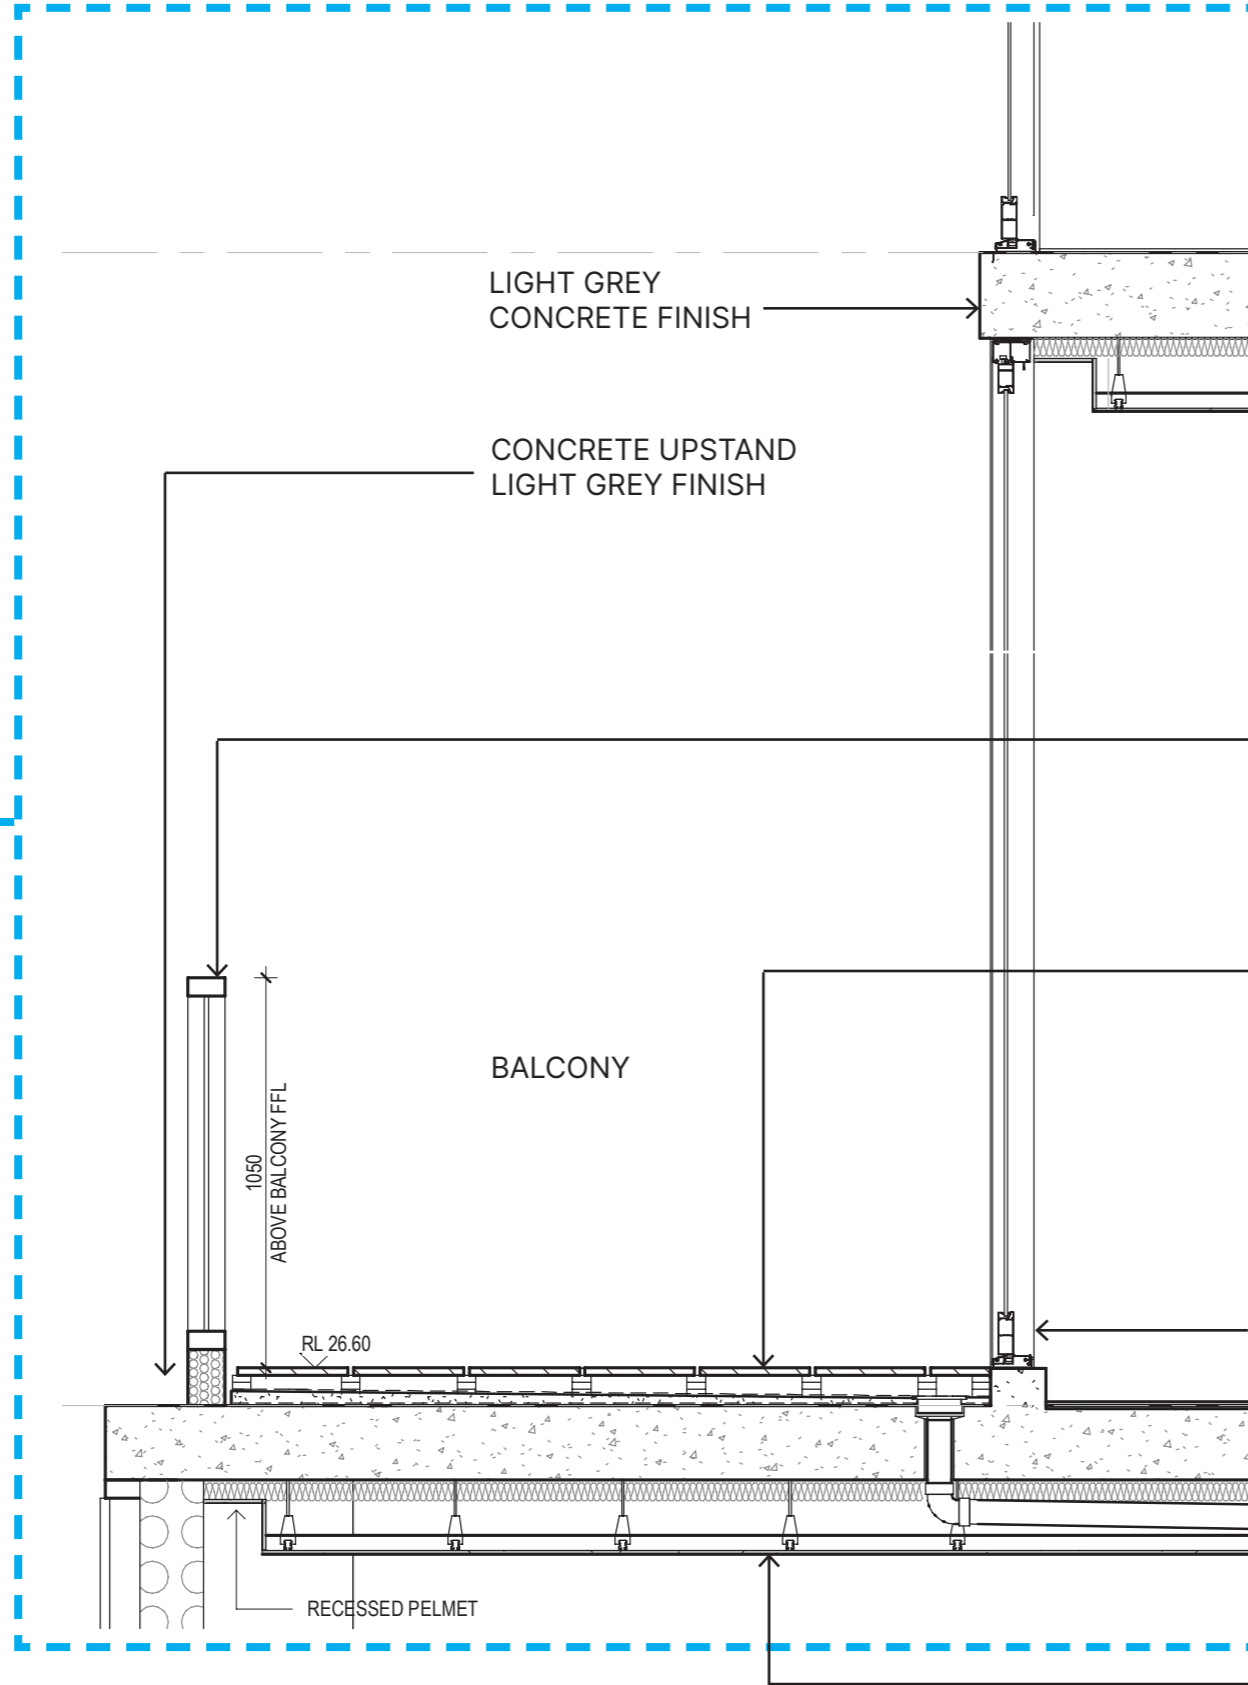 LIGHT GREY
CONCRETE FINISH
CONCRETE UPSTAND
LIGHT GREY FINISH
BALCONY
1050
ABOVE BALCONY FFL
RL 26.60
RECESSED PELMET